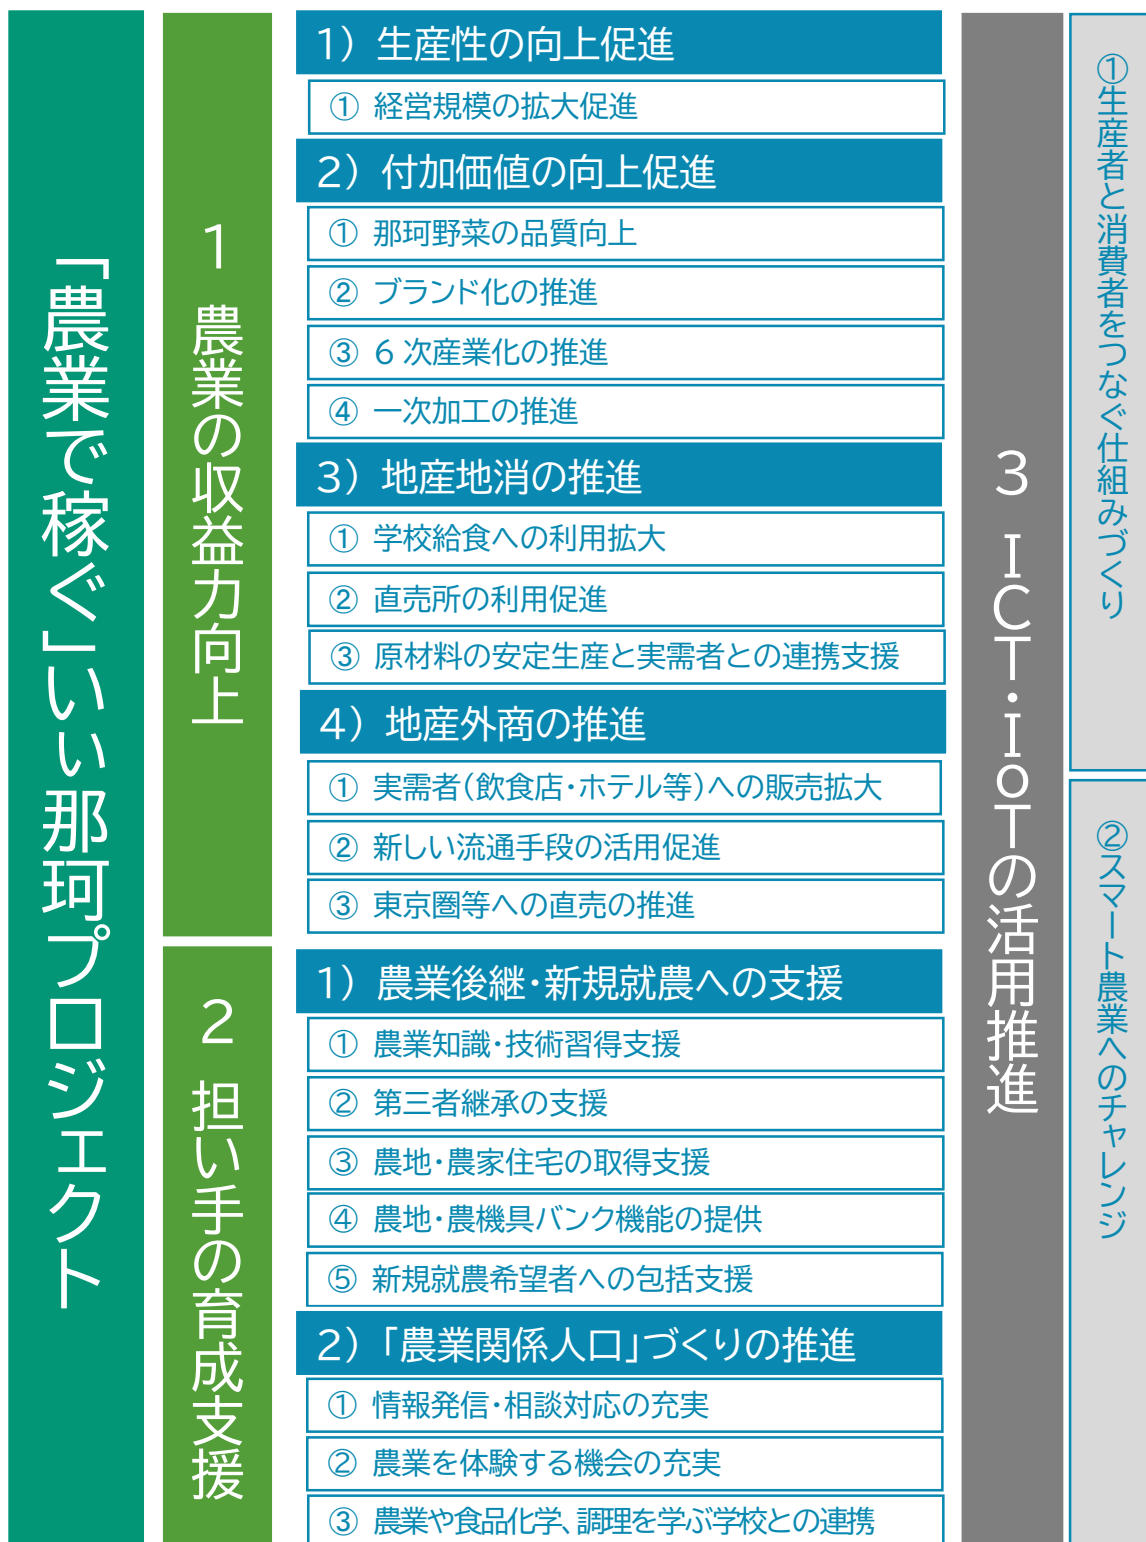 「農業で稼ぐ」いい那珂プロジェクト
1 農業の収益力向上
1）生産性の向上促進
① 経営規模の拡大促進
2）付加価値の向上促進
① 那珂野菜の品質向上
② ブランド化の推進
③ 6次産業化の推進
④ 一次加工の推進
3）地産地消の推進
① 学校給食への利用拡大
② 直売所の利用促進
③ 原材料の安定生産と実需者との連携支援
4）地産外商の推進
① 実需者（飲食店・ホテル等）への販売拡大
② 新しい流通手段の活用促進
③ 東京圏等への直売の推進
2 担い手の育成支援
1）農業後継・新規就農への支援
① 農業知識・技術習得支援
② 第三者継承の支援
③ 農地・農家住宅の取得支援
④ 農地・農機具バンク機能の提供
⑤ 新規就農希望者への包括支援
2）「農業関係人口」づくりの推進
① 情報発信・相談対応の充実
② 農業を体験する機会の充実
③ 農業や食品化学、調理を学ぶ学校との連携
3 ICT・IoTの活用推進
①生産者と消費者をつなぐ仕組みづくり
②スマート農業へのチャレンジ